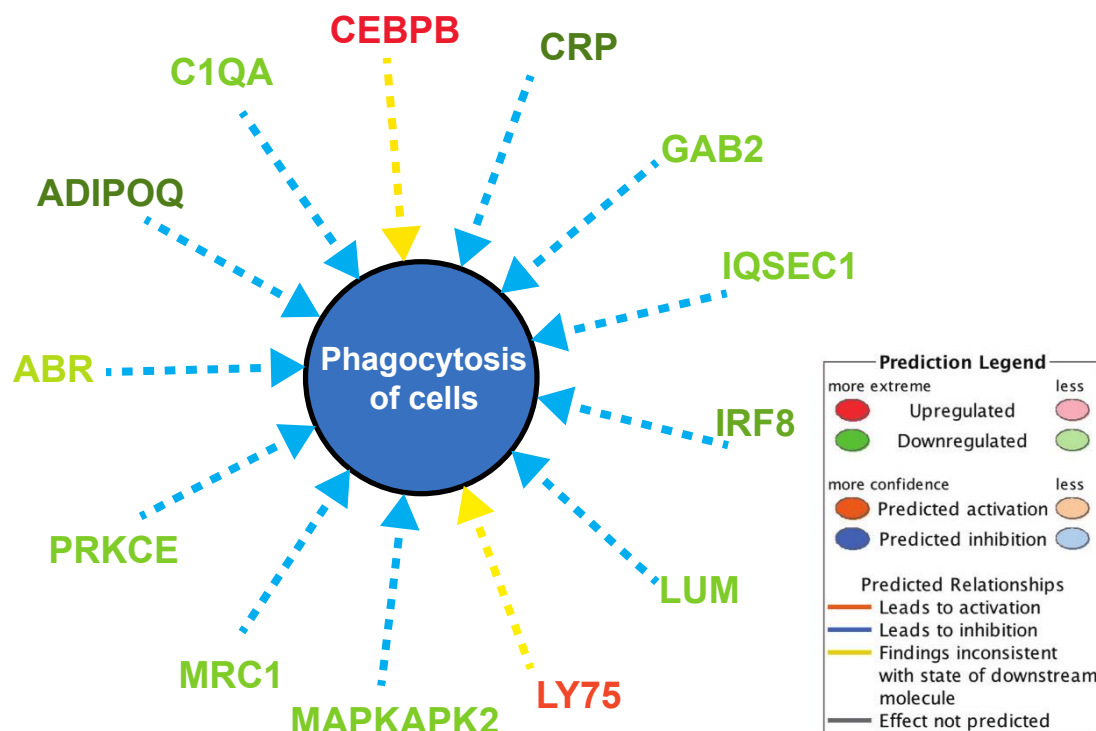 CEBPB
CRP
C1QA
GAB2
ADIPOQ
IQSEC1
Phagocytosis
of cells
ABR
IRF8
PRKCE
LUM
MRC1
LY75
MAPKAPK2
Prediction Legend
more extreme less
Upregulated
Downregulated
more confidence less
Predicted activation
Predicted inhibition
Predicted Relationships
Leads to activation
Leads to inhibition
Findings inconsistent
with state of downstream
molecule
Effect not predicted